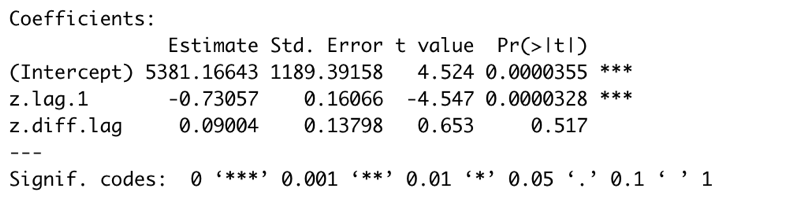 Coefficients:
Estimate Std. Error t value Pr(>|t|)
(Intercept) 5381.16643 1189.39158 4.524 0.0000355 ***
z.lag.1 -0.73057 0.16066 -4.547 0.0000328 ***
z.diff.lag 0.09004 0.13798 0.653 0.517
---
Signif. codes: 0 ‘***’ 0.001 ‘**’ 0.01 ‘*’ 0.05 ‘.’ 0.1 ‘ ’ 1